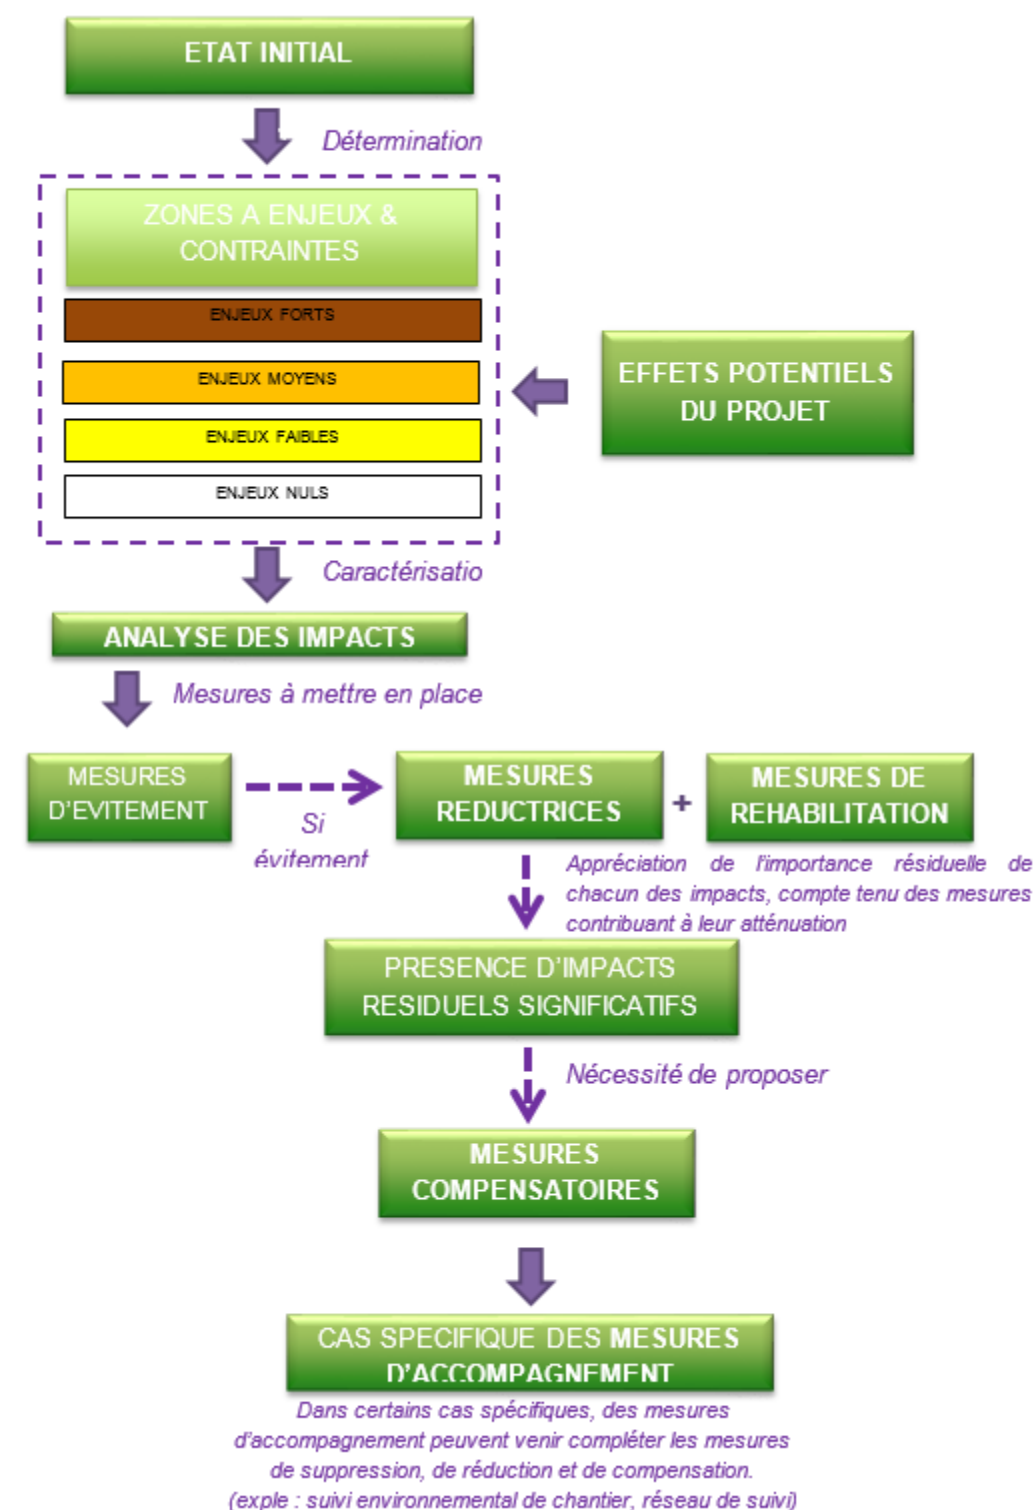 ETAT INITIAL
Détermination
ZONES A ENJEUX &
CONTRAINTES
ENJEUX FORTS
ENJEUX MOYENS
ENJEUX FAIBLES
ENJEUX NULS
EFFETS POTENTIELS
DU PROJET
Caractérisatio
ANALYSE DES IMPACTS
Mesures à mettre en place
MESURES
D'EVITEMENT
Si
évitement
MESURES
REDUCTRICES
+
MESURES DE
REHABILITATION
Appréciation de l'importance résiduelle de
chacun des impacts, compte tenu des mesures
contribuant à leur atténuation
PRESENCE D'IMPACTS
RESIDUELS SIGNIFICATIFS
Nécessité de proposer
MESURES
COMPENSATOIRES
CAS SPECIFIQUE DES MESURES
D'ACCOMPAGNEMENT
Dans certains cas spécifiques, des mesures
d'accompagnement peuvent venir compléter les mesures
de suppression, de réduction et de compensation.
(exple : suivi environnemental de chantier, réseau de suivi)